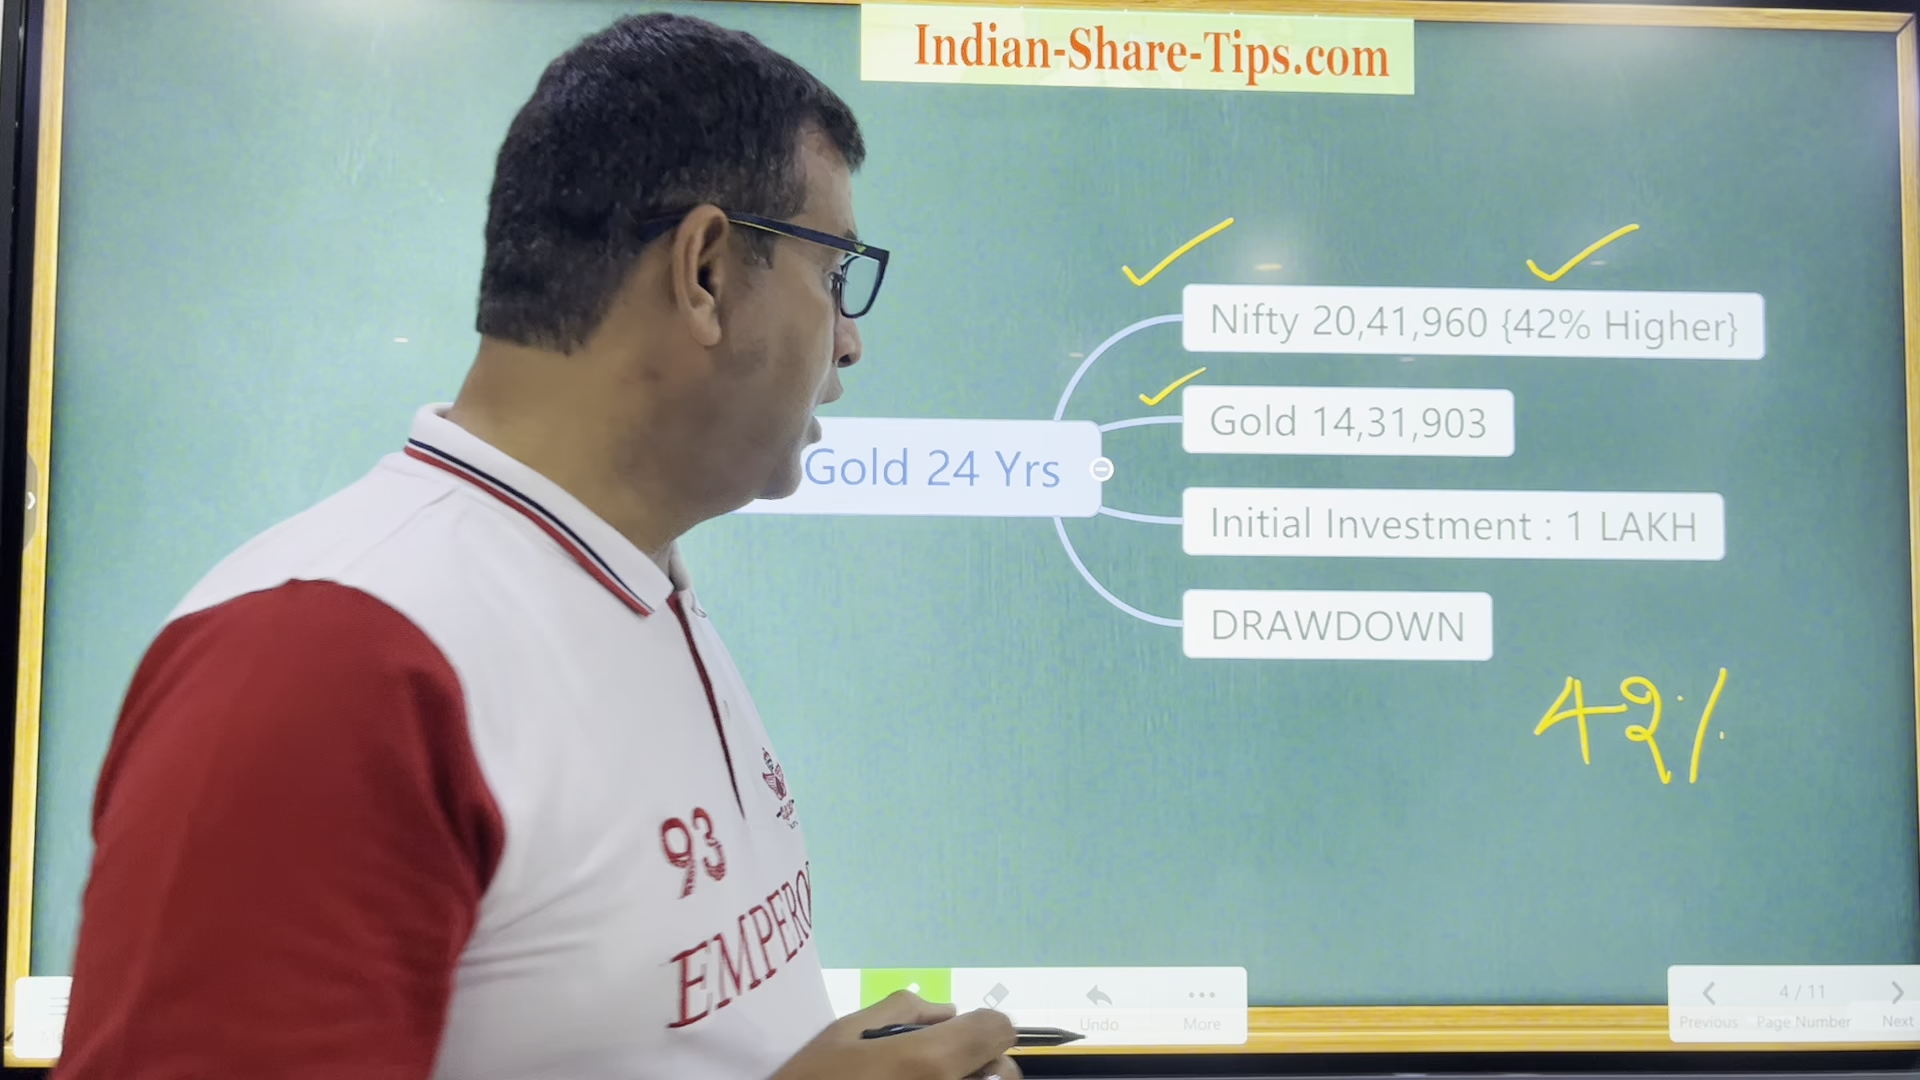 Indian-Share-Tips.com
Nifty 20,41,960 {42% Higher}
Gold 14,31,903
Gold 24 Yrs
Initial Investment : 1 LAKH
DRAWDOWN
42%
93
Undo
More
4 / 11
Previous
Page Number
Next